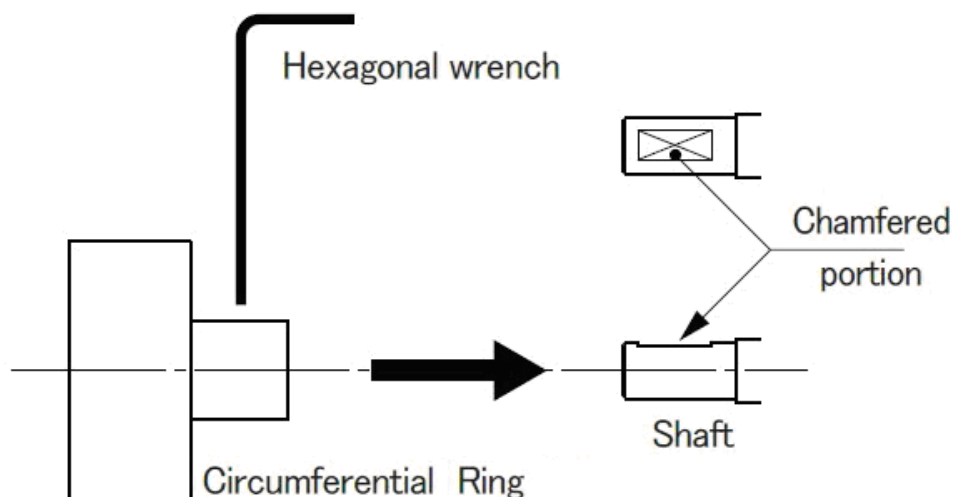 Hexagonal wrench
Chamfered
portion
Shaft
Circumferential Ring